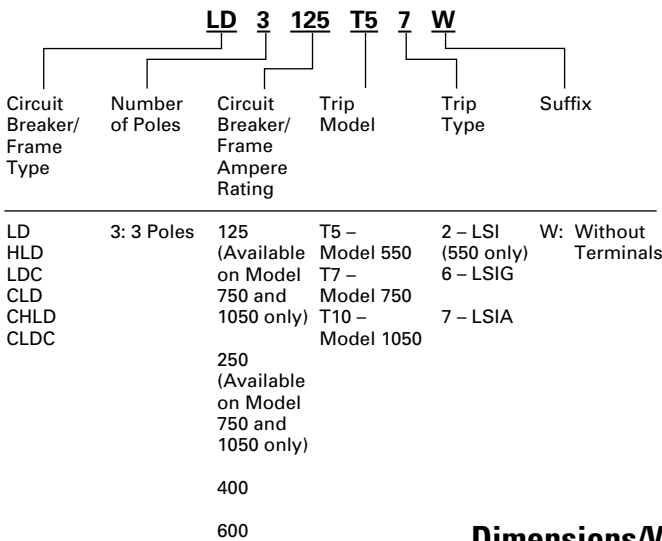 LD 3 125 T5 7 W
Circuit Breaker/ Frame Type
Number of Poles
Circuit Breaker/ Frame Ampere Rating
Trip Model
Trip Type
Suffix
LD
HLD
LDC
CLD
CHLD
CLDC
3: 3 Poles
125
(Available
on Model
750 and
1050 only)
250
(Available
on Model
750 and
1050 only)
400
600
T5 –
Model 550
T7 –
Model 750
T10 –
Model 1050
2 – LSI
(550 only)
6 – LSIG
7 – LSIA
W: Without
Terminals